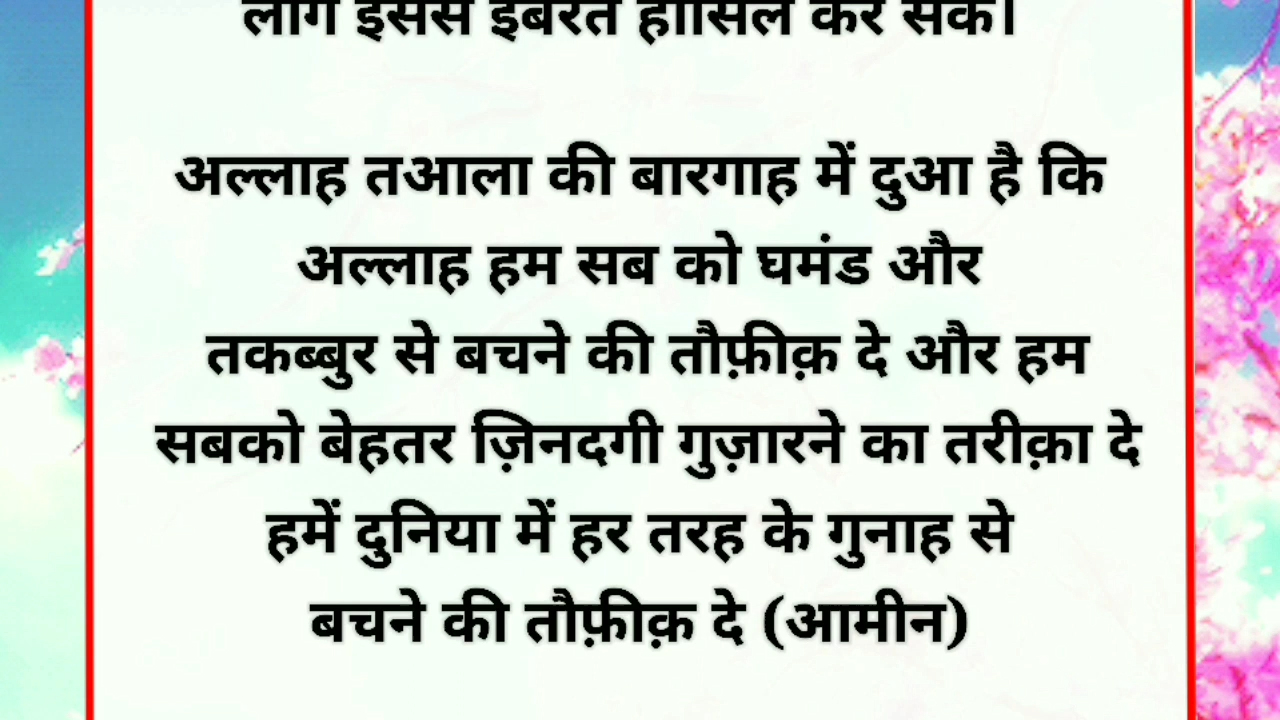 लोग इससे इबरत हासिल कर सकें।
अल्लाह तआला की बारगाह में दुआ है कि
अल्लाह हम सब को घमंड और
तकब्बुर से बचने की तौफ़ीक़ दे और हम
सबको बेहतर ज़िनदगी गुज़ारने का तरीक़ा दे
हमें दुनिया में हर तरह के गुनाह से
बचने की तौफ़ीक़ दे (आमीन)